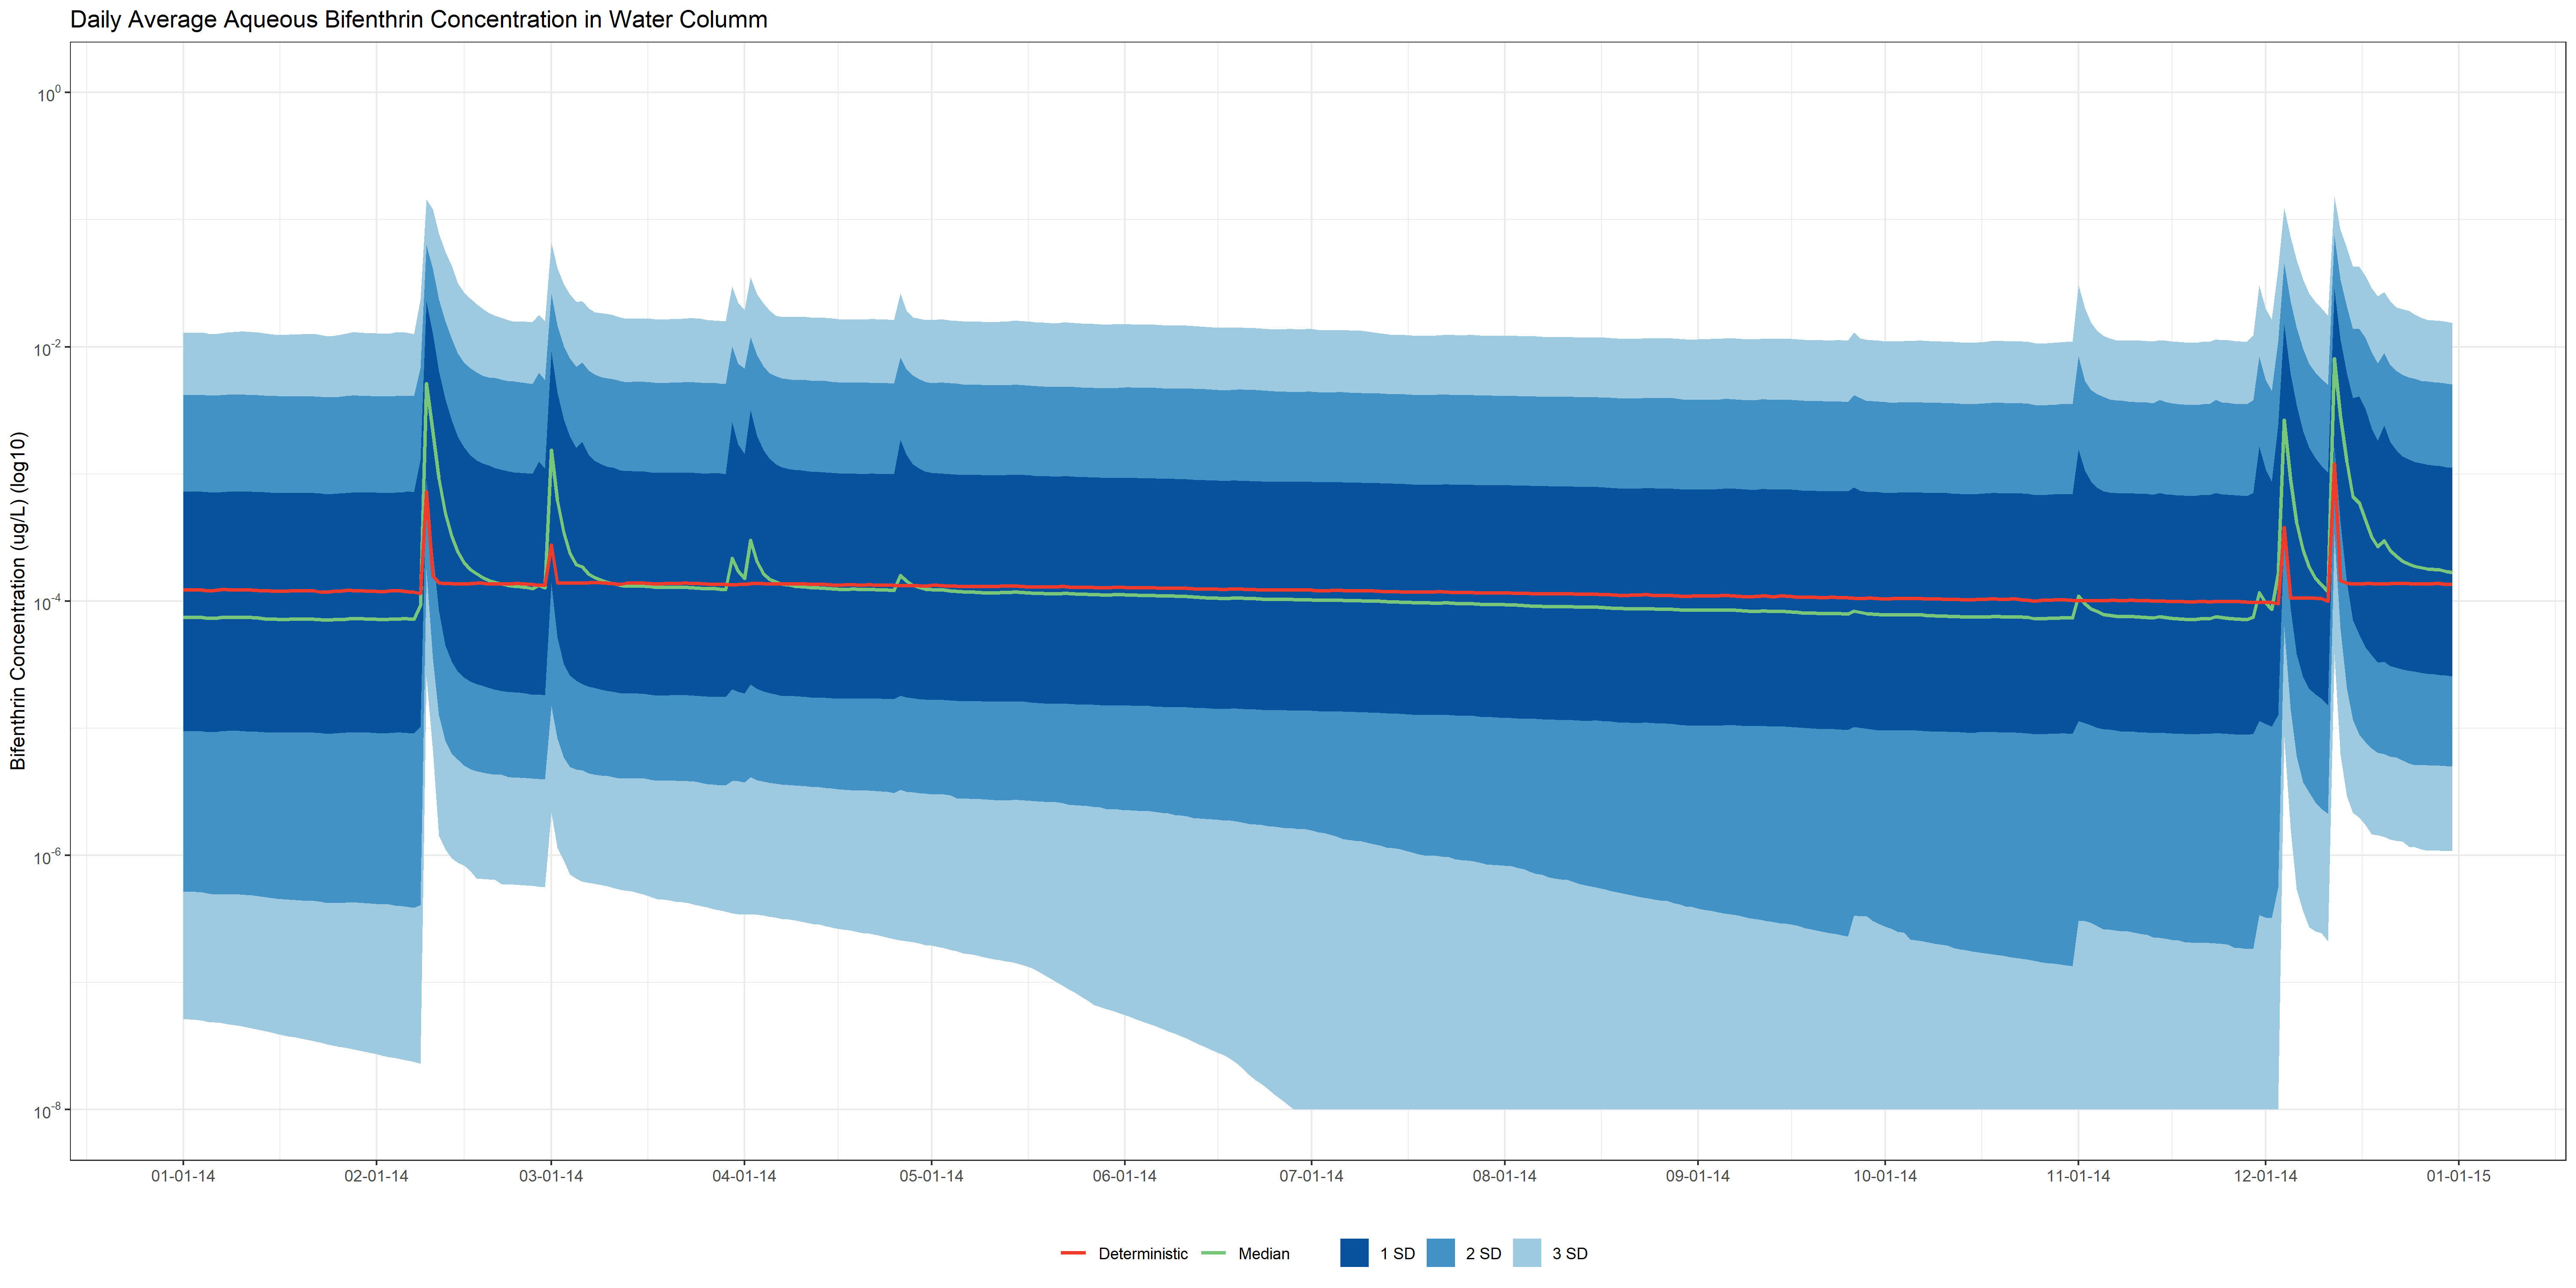 Daily Average Aqueous Bifenthrin Concentration in Water Columm
Bifenthrin Concentration (ug/L) (log10)
10^0
10^-2
10^-4
10^-6
10^-8
01-01-14 02-01-14 03-01-14 04-01-14 05-01-14 06-01-14 07-01-14 08-01-14 09-01-14 10-01-14 11-01-14 12-01-14 01-01-15
Deterministic Median 1 SD 2 SD 3 SD